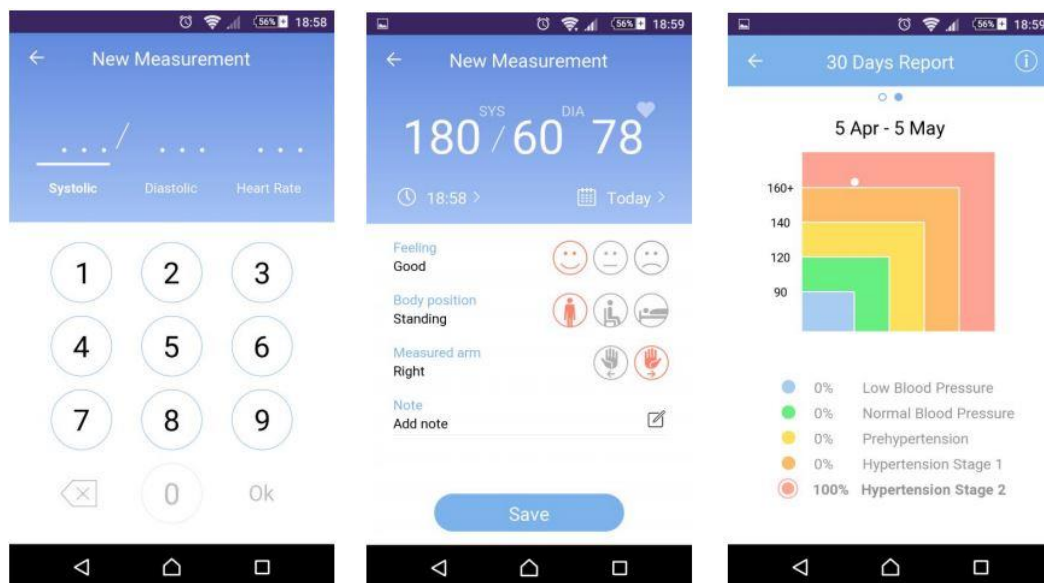 56% 18:58
New Measurement
... / ... ...
Systolic Diastolic Heart Rate
1 2 3
4 5 6
7 8 9
0 Ok
56% 18:59
New Measurement
SYS DIA
180/60 78
18:58 > Today >
Feeling
Good
Body position
Standing
Measured arm
Right
Note
Add note
Save
56% 18:59
30 Days Report
5 Apr - 5 May
160+
140
120
90
0% Low Blood Pressure
0% Normal Blood Pressure
0% Prehypertension
0% Hypertension Stage 1
100% Hypertension Stage 2